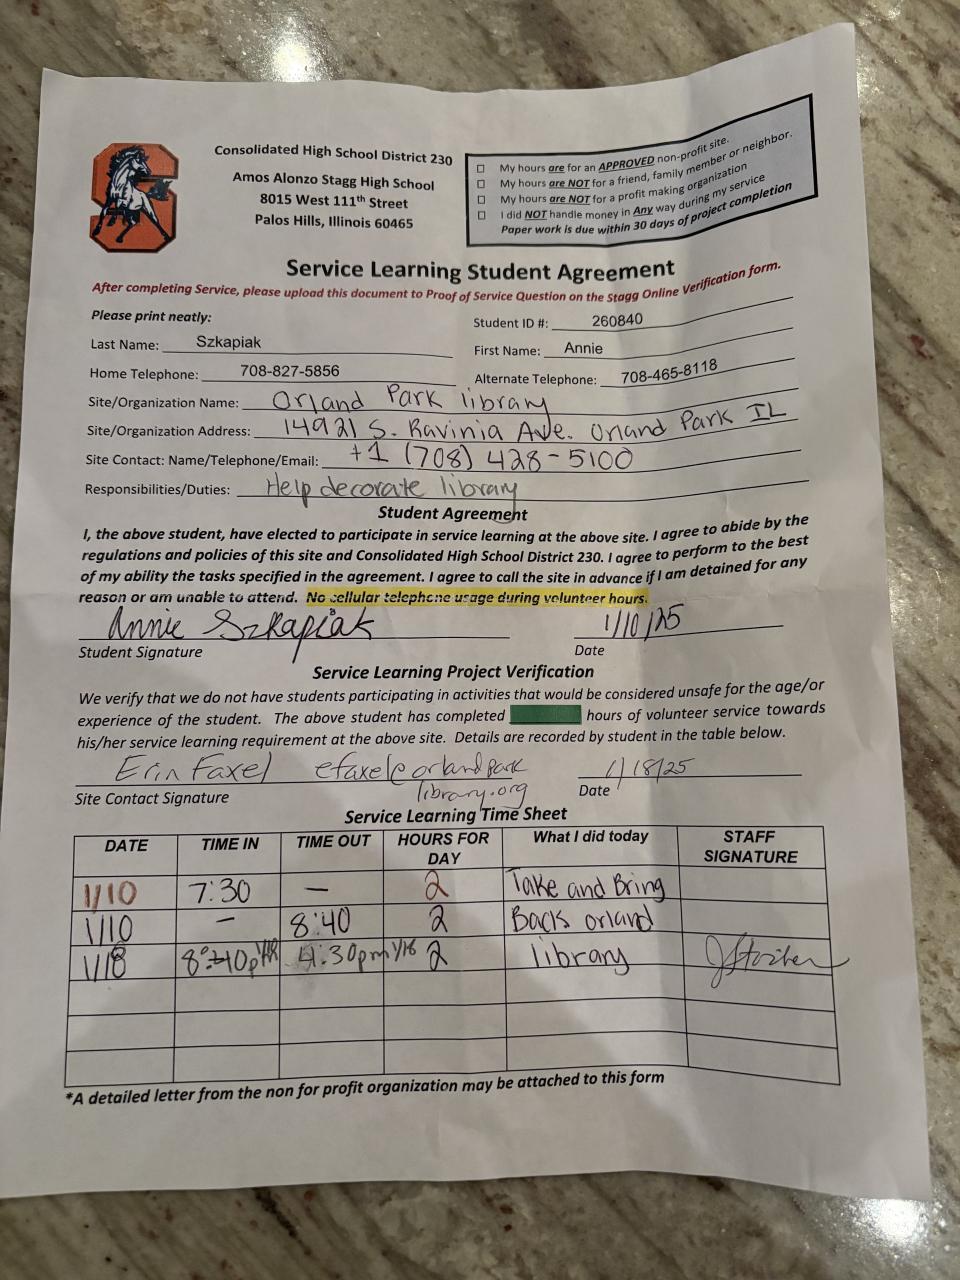 Consolidated High School District 230
Amos Alonzo Stagg High School
8015 West 111th Street
Palos Hills, Illinois 60465
☐ My hours are for an APPROVED non-profit site.
☐ My hours are NOT for a friend, family member or neighbor.
☐ My hours are NOT for a profit making organization
☐ I did NOT handle money in Any way during my service
Paper work is due within 30 days of project completion
Service Learning Student Agreement
After completing Service, please upload this document to Proof of Service Question on the Stagg Online Verification form.
Please print neatly:
Student ID #: 260840
Last Name: Szkapiak
First Name: Annie
Home Telephone: 708-827-5856
Alternate Telephone: 708-465-8118
Site/Organization Name: Orland Park library
Site/Organization Address: 14921 S. Ravinia Ave. Orland Park IL
Site Contact: Name/Telephone/Email: +1 (708) 428-5100
Responsibilities/Duties: Help decorate library
Student Agreement
I, the above student, have elected to participate in service learning at the above site. I agree to abide by the
regulations and policies of this site and Consolidated High School District 230. I agree to perform to the best
of my ability the tasks specified in the agreement. I agree to call the site in advance if I am detained for any
reason or am unable to attend. No cellular telephone usage during volunteer hours.
Annie Szkapiak 1/10/25
Student Signature Date
Service Learning Project Verification
We verify that we do not have students participating in activities that would be considered unsafe for the age/or
experience of the student. The above student has completed hours of volunteer service towards
his/her service learning requirement at the above site. Details are recorded by student in the table below.
Erin Faxel efaxel@orlandpark 1/18/25
library.org
Site Contact Signature Date
Service Learning Time Sheet
DATE TIME IN TIME OUT HOURS FOR DAY What I did today STAFF SIGNATURE
1/10 7:30 — 2 Take and Bring
1/10 - 8:40 2 Back orland
1/18 4:30pm 2 library
*A detailed letter from the non for profit organization may be attached to this form